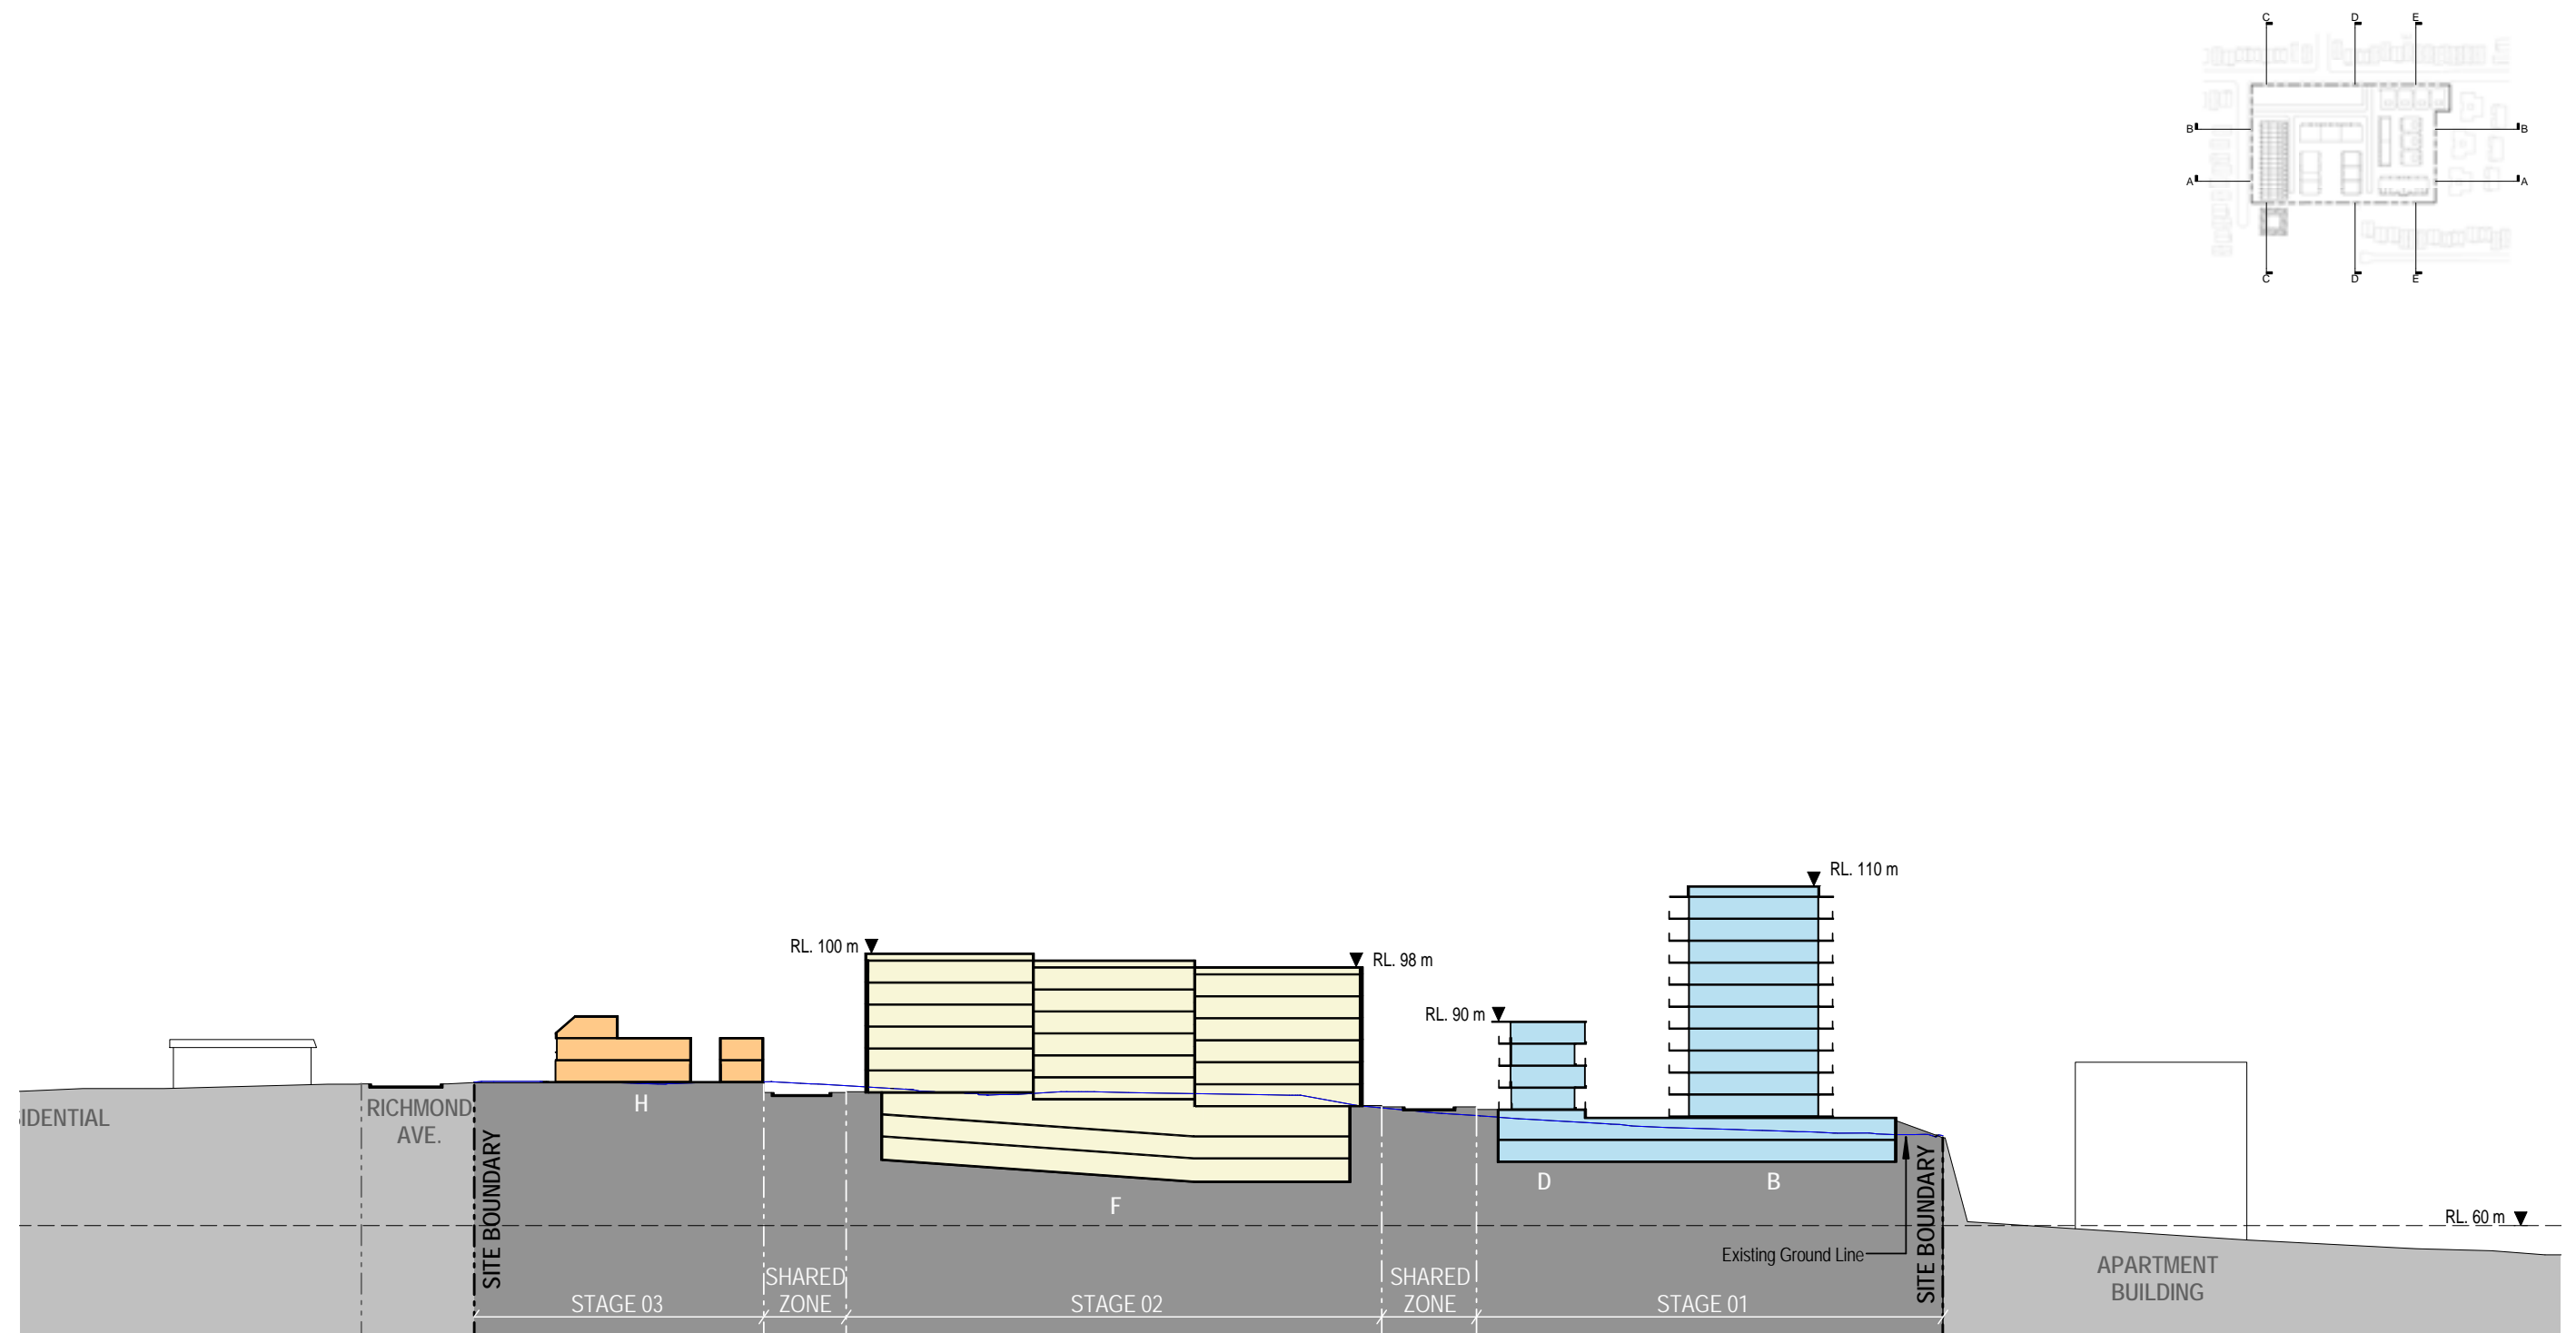 C
D
E
B
B
A
A
C
D
E
RL. 110 m
RL. 100 m
RL. 98 m
RL. 90 m
H
IDENTIAL
RICHMOND
AVE.
SITE BOUNDARY
F
D
B
SITE BOUNDARY
RL. 60 m
Existing Ground Line
APARTMENT
BUILDING
SHARED
ZONE
SHARED
ZONE
STAGE 03
STAGE 02
STAGE 01